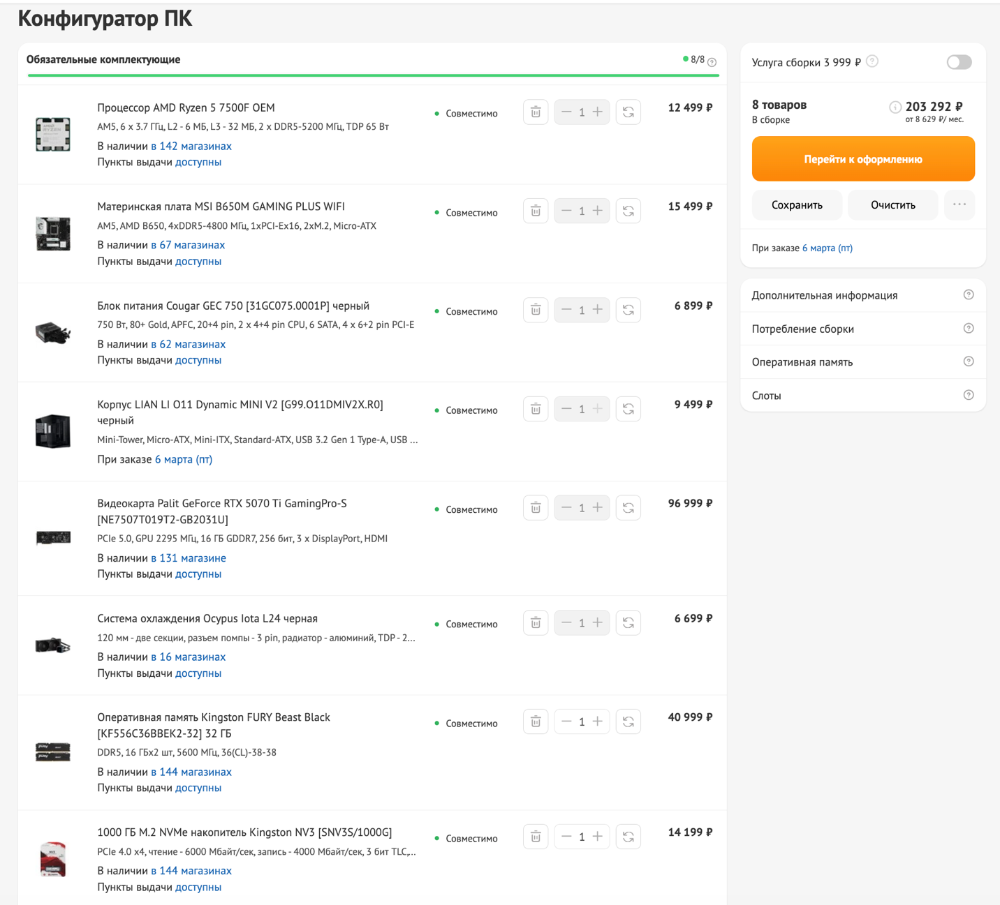 Конфигуратор ПК
Обязательные комплектующие
8/8
Процессор AMD Ryzen 5 7500F OEM
AM5, 6 x 3.7 ГГц, L2 - 6 МБ, L3 - 32 МБ, 2 x DDR5-5200 МГц, TDP 65 Вт
В наличии в 142 магазинах
Пункты выдачи доступны
Совместимо
1
12 499 ₽
Материнская плата MSI B650M GAMING PLUS WIFI
AM5, AMD B650, 4xDDR5-4800 МГц, 1xPCI-Ex16, 2xM.2, Micro-ATX
В наличии в 67 магазинах
Пункты выдачи доступны
Совместимо
1
15 499 ₽
Блок питания Cougar GEC 750 [31GC075.0001P] черный
750 Вт, 80+ Gold, APFC, 20+4 pin, 2 x 4+4 pin CPU, 6 SATA, 4 x 6+2 pin PCI-E
В наличии в 62 магазинах
Пункты выдачи доступны
Совместимо
1
6 899 ₽
Корпус LIAN LI O11 Dynamic MINI V2 [G99.O11DMIV2X.R0]
черный
Mini-Tower, Micro-ATX, Mini-ITX, Standard-ATX, USB 3.2 Gen 1 Type-A, USB ...
При заказе 6 марта (пт)
Совместимо
1
9 499 ₽
Видеокарта Palit GeForce RTX 5070 Ti GamingPro-S
[NE7507T019T2-GB2031U]
PCIe 5.0, GPU 2295 МГц, 16 ГБ GDDR7, 256 бит, 3 x DisplayPort, HDMI
В наличии в 131 магазине
Пункты выдачи доступны
Совместимо
1
96 999 ₽
Система охлаждения Ocypus Iota L24 черная
120 мм - две секции, разъем помпы - 3 pin, радиатор - алюминий, TDP - 2...
В наличии в 16 магазинах
Пункты выдачи доступны
Совместимо
1
6 699 ₽
Оперативная память Kingston FURY Beast Black
[KF556C36BBEK2-32] 32 ГБ
DDR5, 16 ГБx2 шт, 5600 МГц, 36(CL)-38-38
В наличии в 144 магазинах
Пункты выдачи доступны
Совместимо
1
40 999 ₽
1000 ГБ M.2 NVMe накопитель Kingston NV3 [SNV3S/1000G]
PCIe 4.0 x4, чтение - 6000 Мбайт/сек, запись - 4000 Мбайт/сек, 3 бит TLC,...
В наличии в 144 магазинах
Пункты выдачи доступны
Совместимо
1
14 199 ₽
Услуга сборки 3 999 ₽
8 товаров
В сборке
203 292 ₽
от 8 629 ₽/ мес.
Перейти к оформлению
Сохранить
Очистить
...
При заказе 6 марта (пт)
Дополнительная информация
Потребление сборки
Оперативная память
Слоты